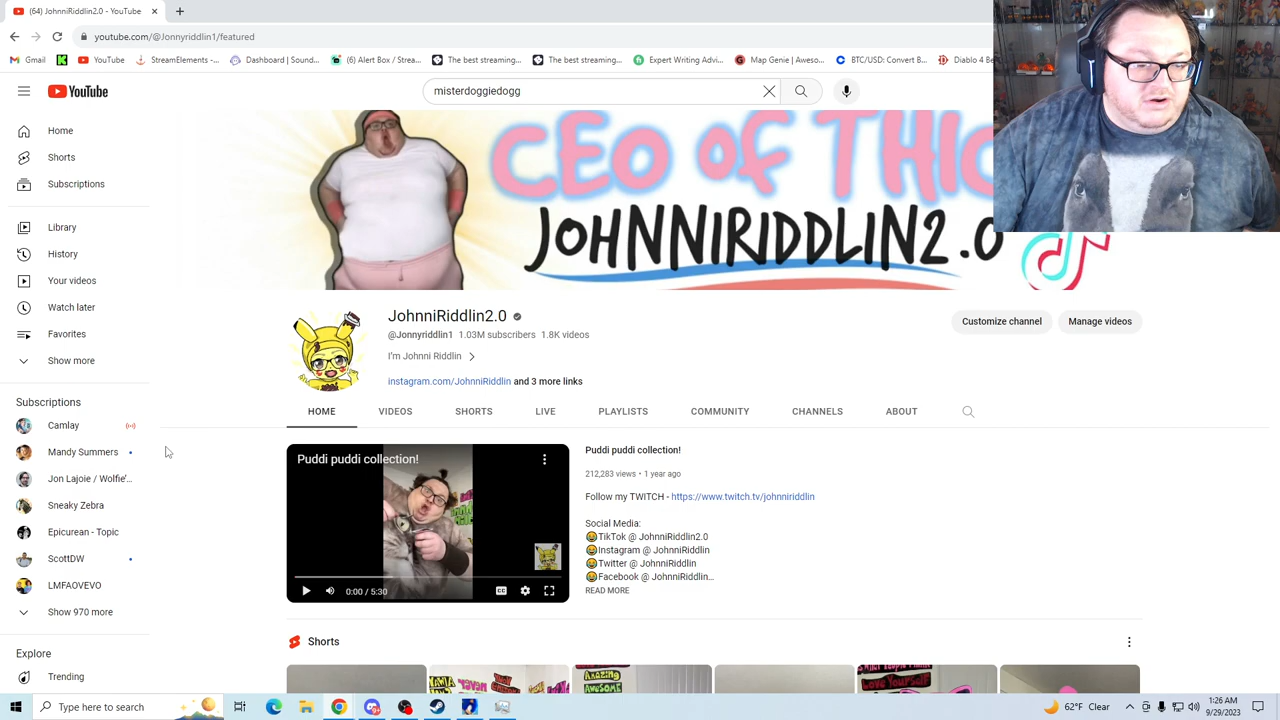 (64) JohnniRiddlin2.0 - YouTube
youtube.com/@Jonnyriddlin1/featured
Gmail YouTube StreamElements -... Dashboard | Sound... (6) Alert Box / Strea... The best streaming... The best streaming... Expert Writing Advi... Map Genie | Aweso... BTC/USD: Convert B... Diablo 4 Be
YouTube
misterdoggiedogg
Home
Shorts
Subscriptions
Library
History
Your videos
Watch later
Favorites
Show more
Subscriptions
Camlay
Mandy Summers
Jon Lajoie / Wolfie'...
Sneaky Zebra
Epicurean - Topic
ScottDW
LMFAOVEVO
Show 970 more
Explore
Trending
CEO OF THIC
JOHNNIRIDDLIN2.0
JohnniRiddlin2.0
@Jonnyriddlin1 1.03M subscribers 1.8K videos
I'm Johnni Riddlin
instagram.com/JohnniRiddlin and 3 more links
Customize channel Manage videos
HOME VIDEOS SHORTS LIVE PLAYLISTS COMMUNITY CHANNELS ABOUT
Puddi puddi collection!
0:00 / 5:30
Puddi puddi collection!
212,283 views • 1 year ago
Follow my TWITCH - https://www.twitch.tv/johnniriddlin
Social Media:
😆TikTok @ JohnniRiddlin2.0
😆Instagram @ JohnniRiddlin
😆Twitter @ JohnniRiddlin
😆Facebook @ JohnniRiddlin...
READ MORE
Shorts
Amazing
AWESOME
Love Yourself
Type here to search
62°F Clear
1:26 AM
9/29/2023